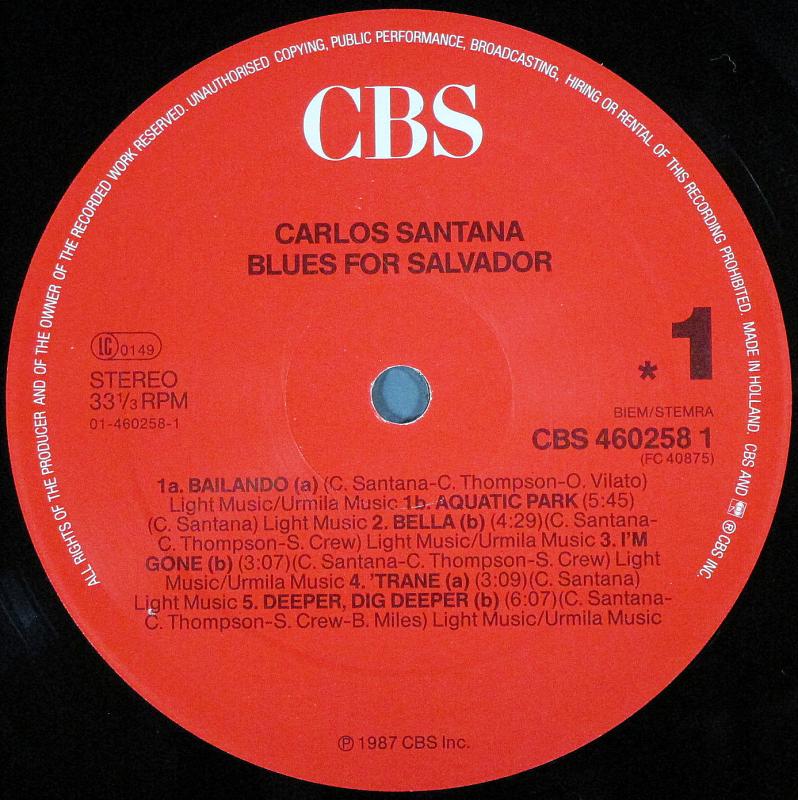 ALL RIGHTS OF THE PRODUCER AND OF THE OWNER OF THE RECORDED WORK RESERVED. UNAUTHORISED COPYING, PUBLIC PERFORMANCE, BROADCASTING, HIRING OR RENTAL OF THIS RECORDING PROHIBITED. MADE IN HOLLAND. CBS AND ℗ CBS INC.
CBS
CARLOS SANTANA
BLUES FOR SALVADOR
LC 0149
STEREO
33 1/3 RPM
01-460258-1
* 1
BIEM/STEMRA
CBS 460258 1
(FC 40875)
1a. BAILANDO (a) (C. Santana-C. Thompson-O. Vilato)
Light Music/Urmila Music 1b. AQUATIC PARK (5:45)
(C. Santana) Light Music 2. BELLA (b) (4:29)(C. Santana-
C. Thompson-S. Crew) Light Music/Urmila Music 3. I'M
GONE (b) (3:07)(C. Santana-C. Thompson-S. Crew) Light
Music/Urmila Music 4. 'TRANE (a) (3:09)(C. Santana)
Light Music 5. DEEPER, DIG DEEPER (b) (6:07)(C. Santana-
C. Thompson-S. Crew-B. Miles) Light Music/Urmila Music
℗ 1987 CBS Inc.